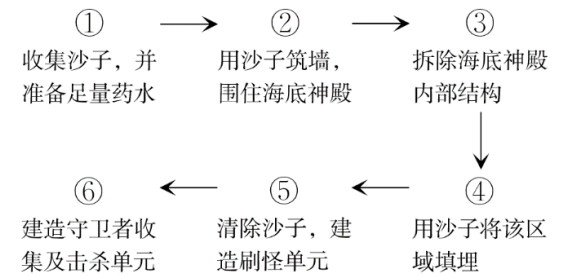 ① ② ③
收集沙子，并 用沙子筑墙， 拆除海底神殿
准备足量药水 围住海底神殿 内部结构
⑥ ⑤ ④
建造守卫者收 清除沙子，建 用沙子将该区
集及击杀单元 造刷怪单元 域填埋